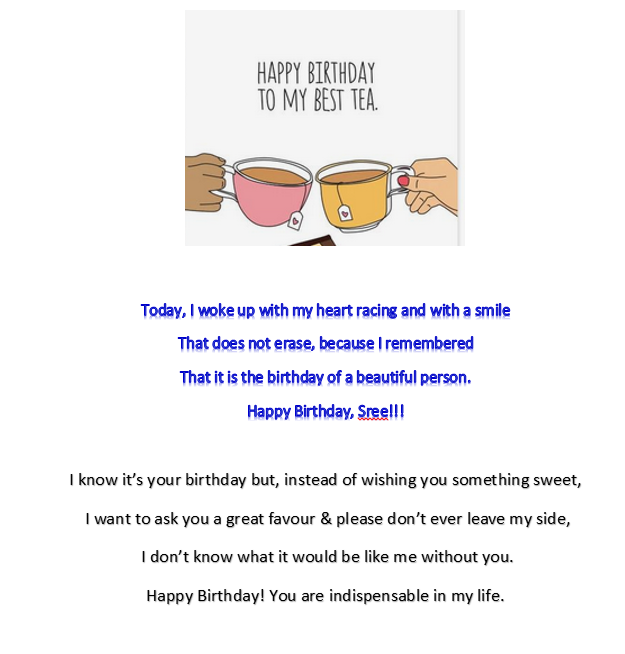 HAPPY BIRTHDAY
TO MY BEST TEA.
Today, I woke up with my heart racing and with a smile
That does not erase, because I remembered
That it is the birthday of a beautiful person.
Happy Birthday, Sree!!!
I know it’s your birthday but, instead of wishing you something sweet,
I want to ask you a great favour & please don’t ever leave my side,
I don’t know what it would be like me without you.
Happy Birthday! You are indispensable in my life.